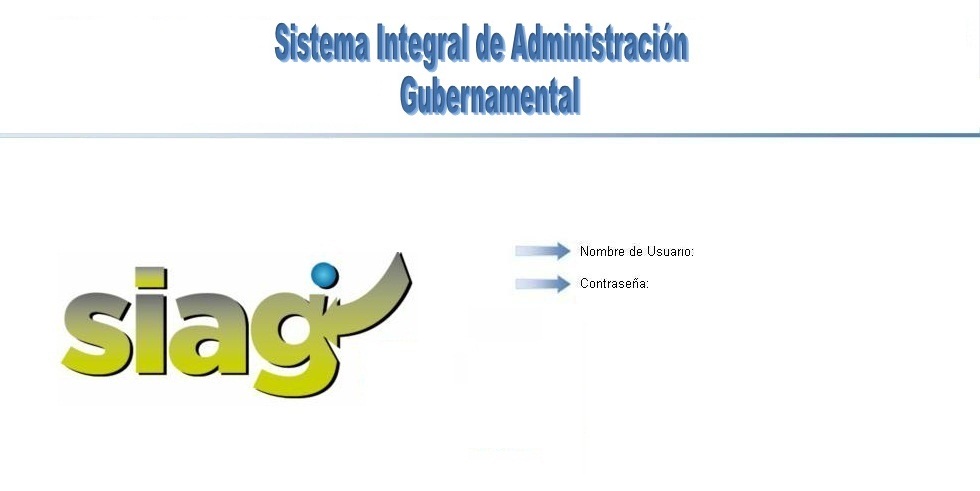 Sistema Integral de Administración
Gubernamental
siag
Nombre de Usuario:
Contraseña: